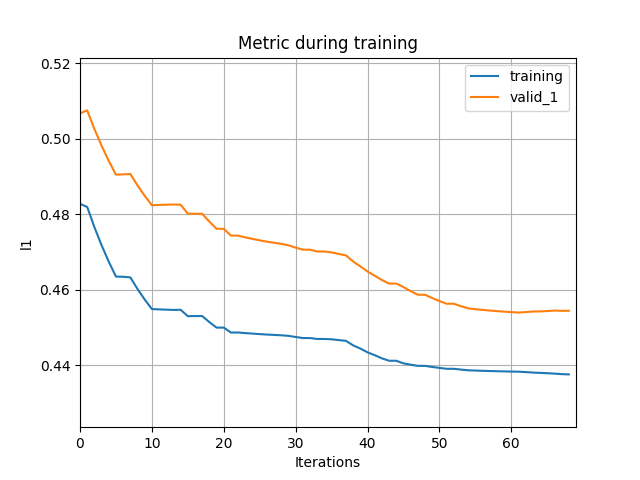 Metric during training
0.52
0.50
0.48
0.46
0.44
l1
training
valid_1
0 10 20 30 40 50 60
Iterations